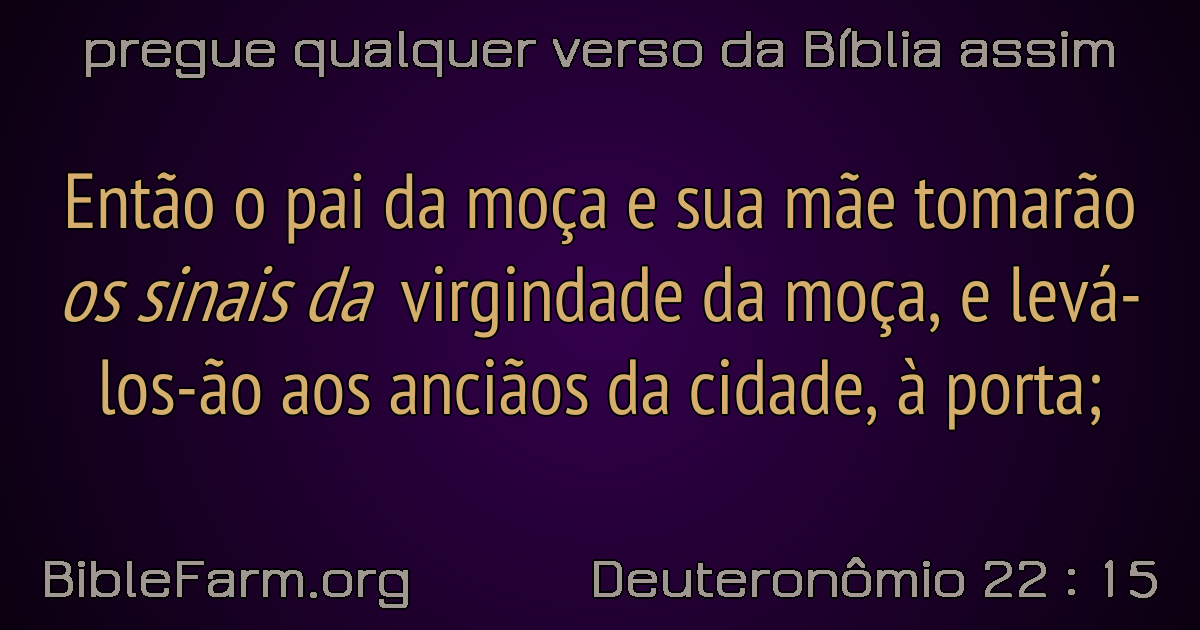 pregue qualquer verso da Bíblia assim
Então o pai da moça e sua mãe tomarão
os sinais da virgindade da moça, e levá-
los-ão aos anciãos da cidade, à porta;
BibleFarm.org
Deuteronômio 22 : 15